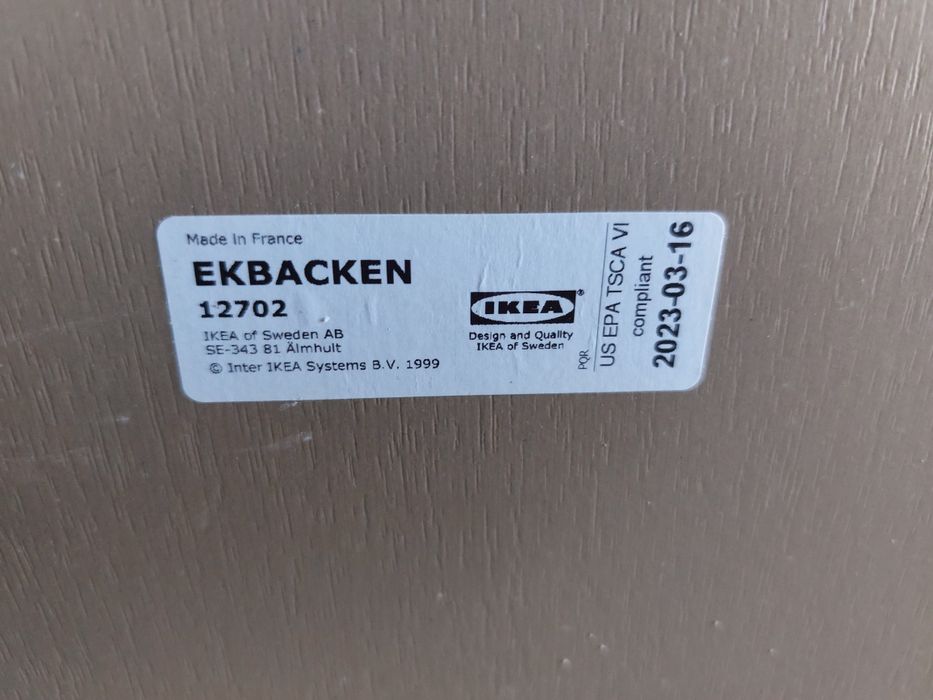 Made in France
EKBACKEN
12702
IKEA of Sweden AB
SE-343 81 Älmhult
© Inter IKEA Systems B.V. 1999
IKEA®
Design and Quality
IKEA of Sweden
PQR
US EPA TSCA VI
compliant
2023-03-16